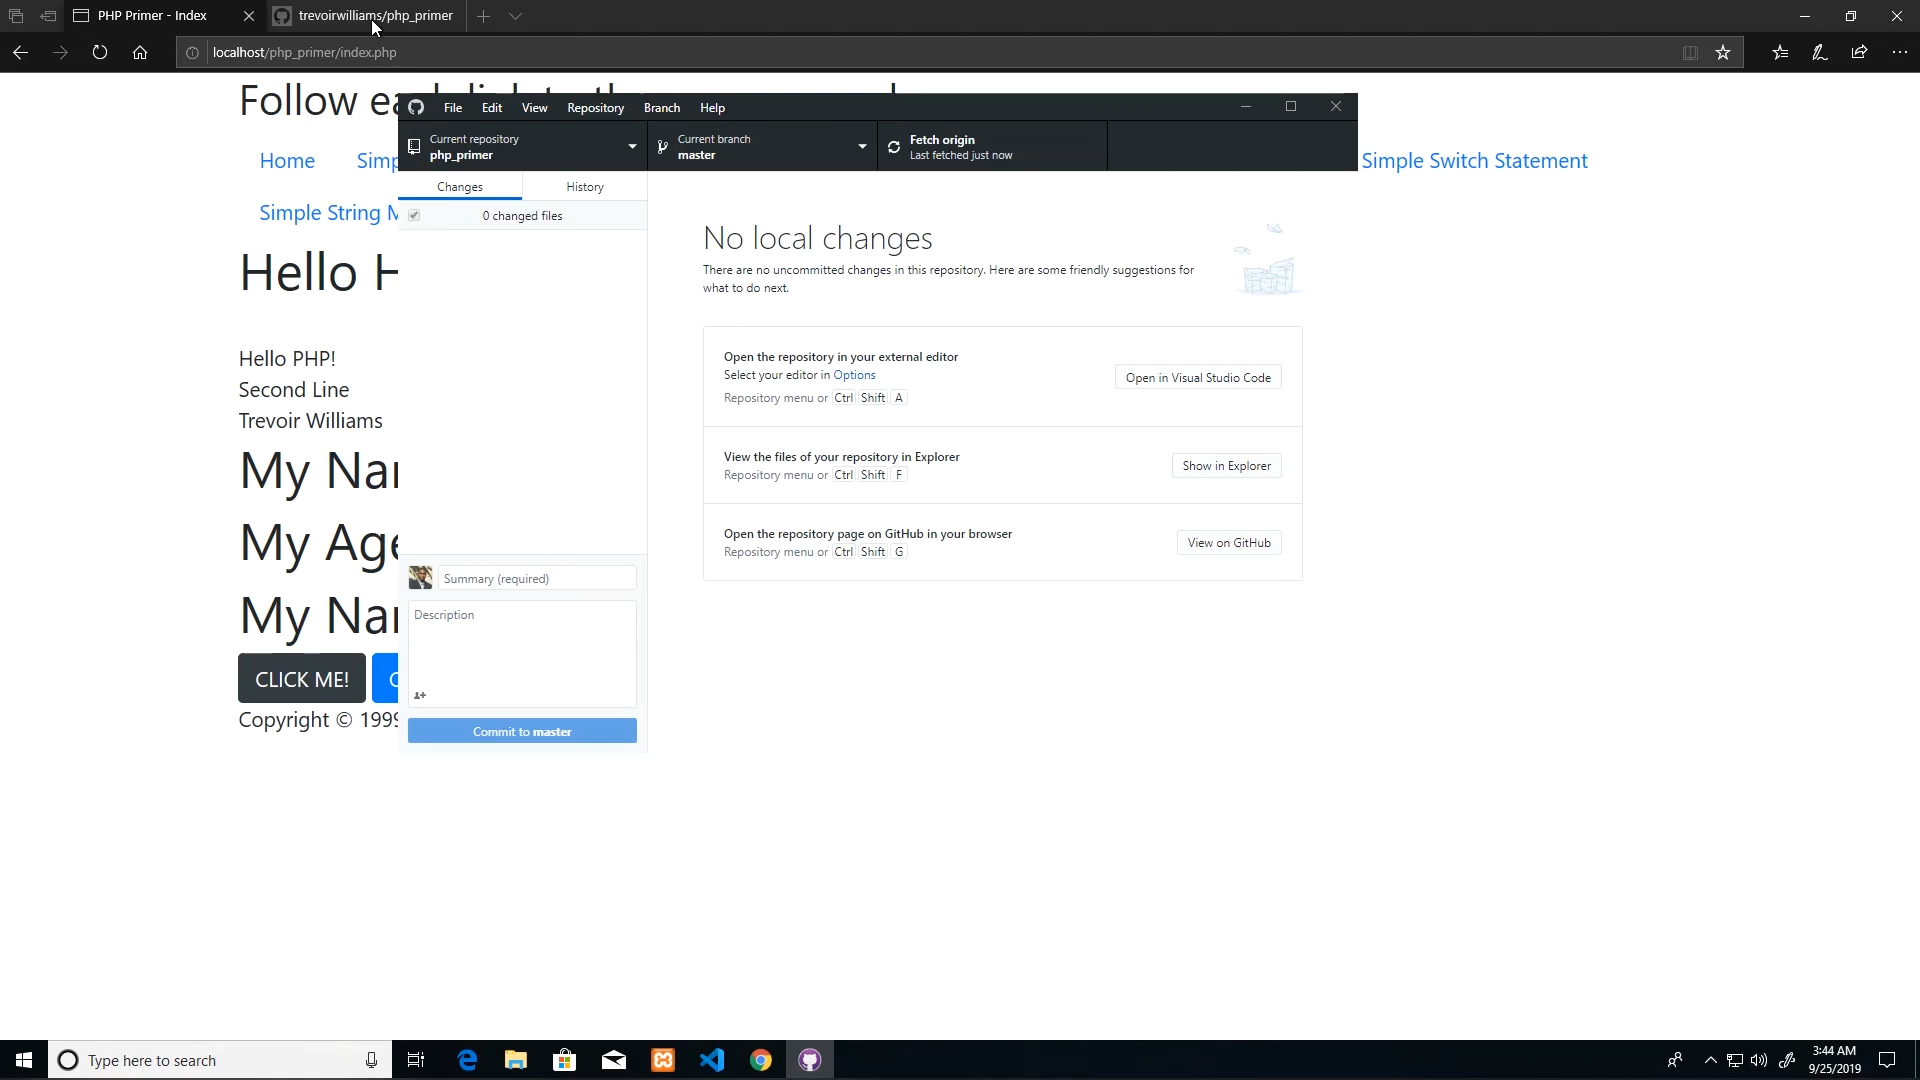 PHP Primer - Index
trevoirwilliams/php_primer
localhost/php_primer/index.php
Follow
File Edit View Repository Branch Help
Current repository
php_primer
Current branch
master
Fetch origin
Last fetched just now
Home
Simple Switch Statement
Changes
History
0 changed files
Simple String
Hello
No local changes
There are no uncommitted changes in this repository. Here are some friendly suggestions for
what to do next.
Hello PHP!
Second Line
Trevoir Williams
My
My
My
CLICK ME!
Copyright © 1999
Open the repository in your external editor
Select your editor in Options
Repository menu or Ctrl Shift A
Open in Visual Studio Code
View the files of your repository in Explorer
Repository menu or Ctrl Shift F
Show in Explorer
Open the repository page on GitHub in your browser
Repository menu or Ctrl Shift G
View on GitHub
Summary (required)
Description
Commit to master
Type here to search
3:44 AM
9/25/2019